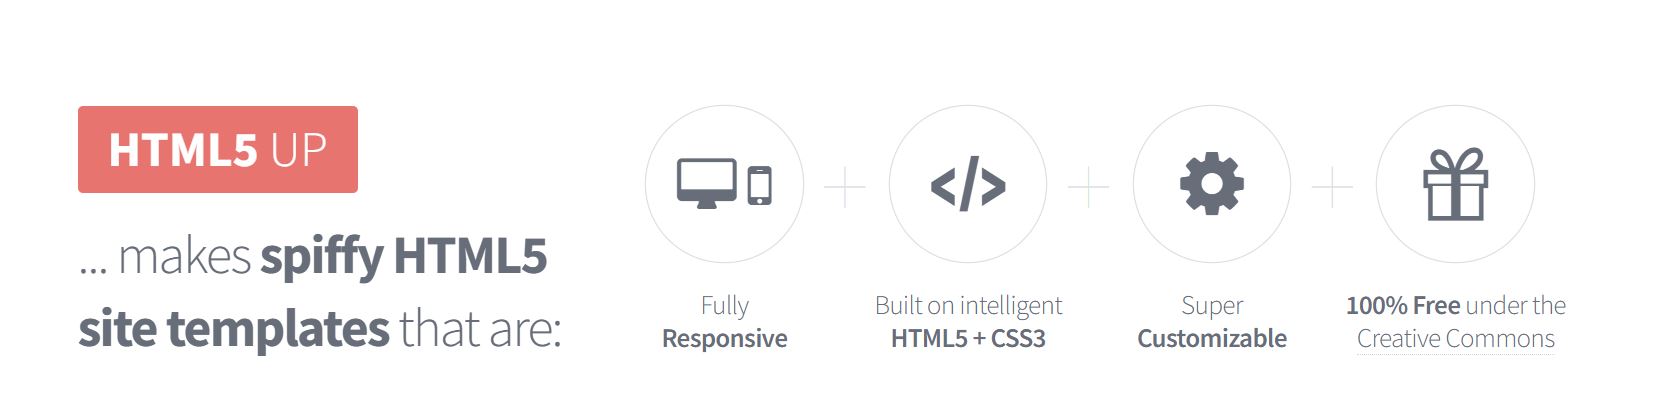 HTML5 UP
... makes spiffy HTML5
site templates that are:
Fully
Responsive
Built on intelligent
HTML5 + CSS3
Super
Customizable
100% Free under the
Creative Commons